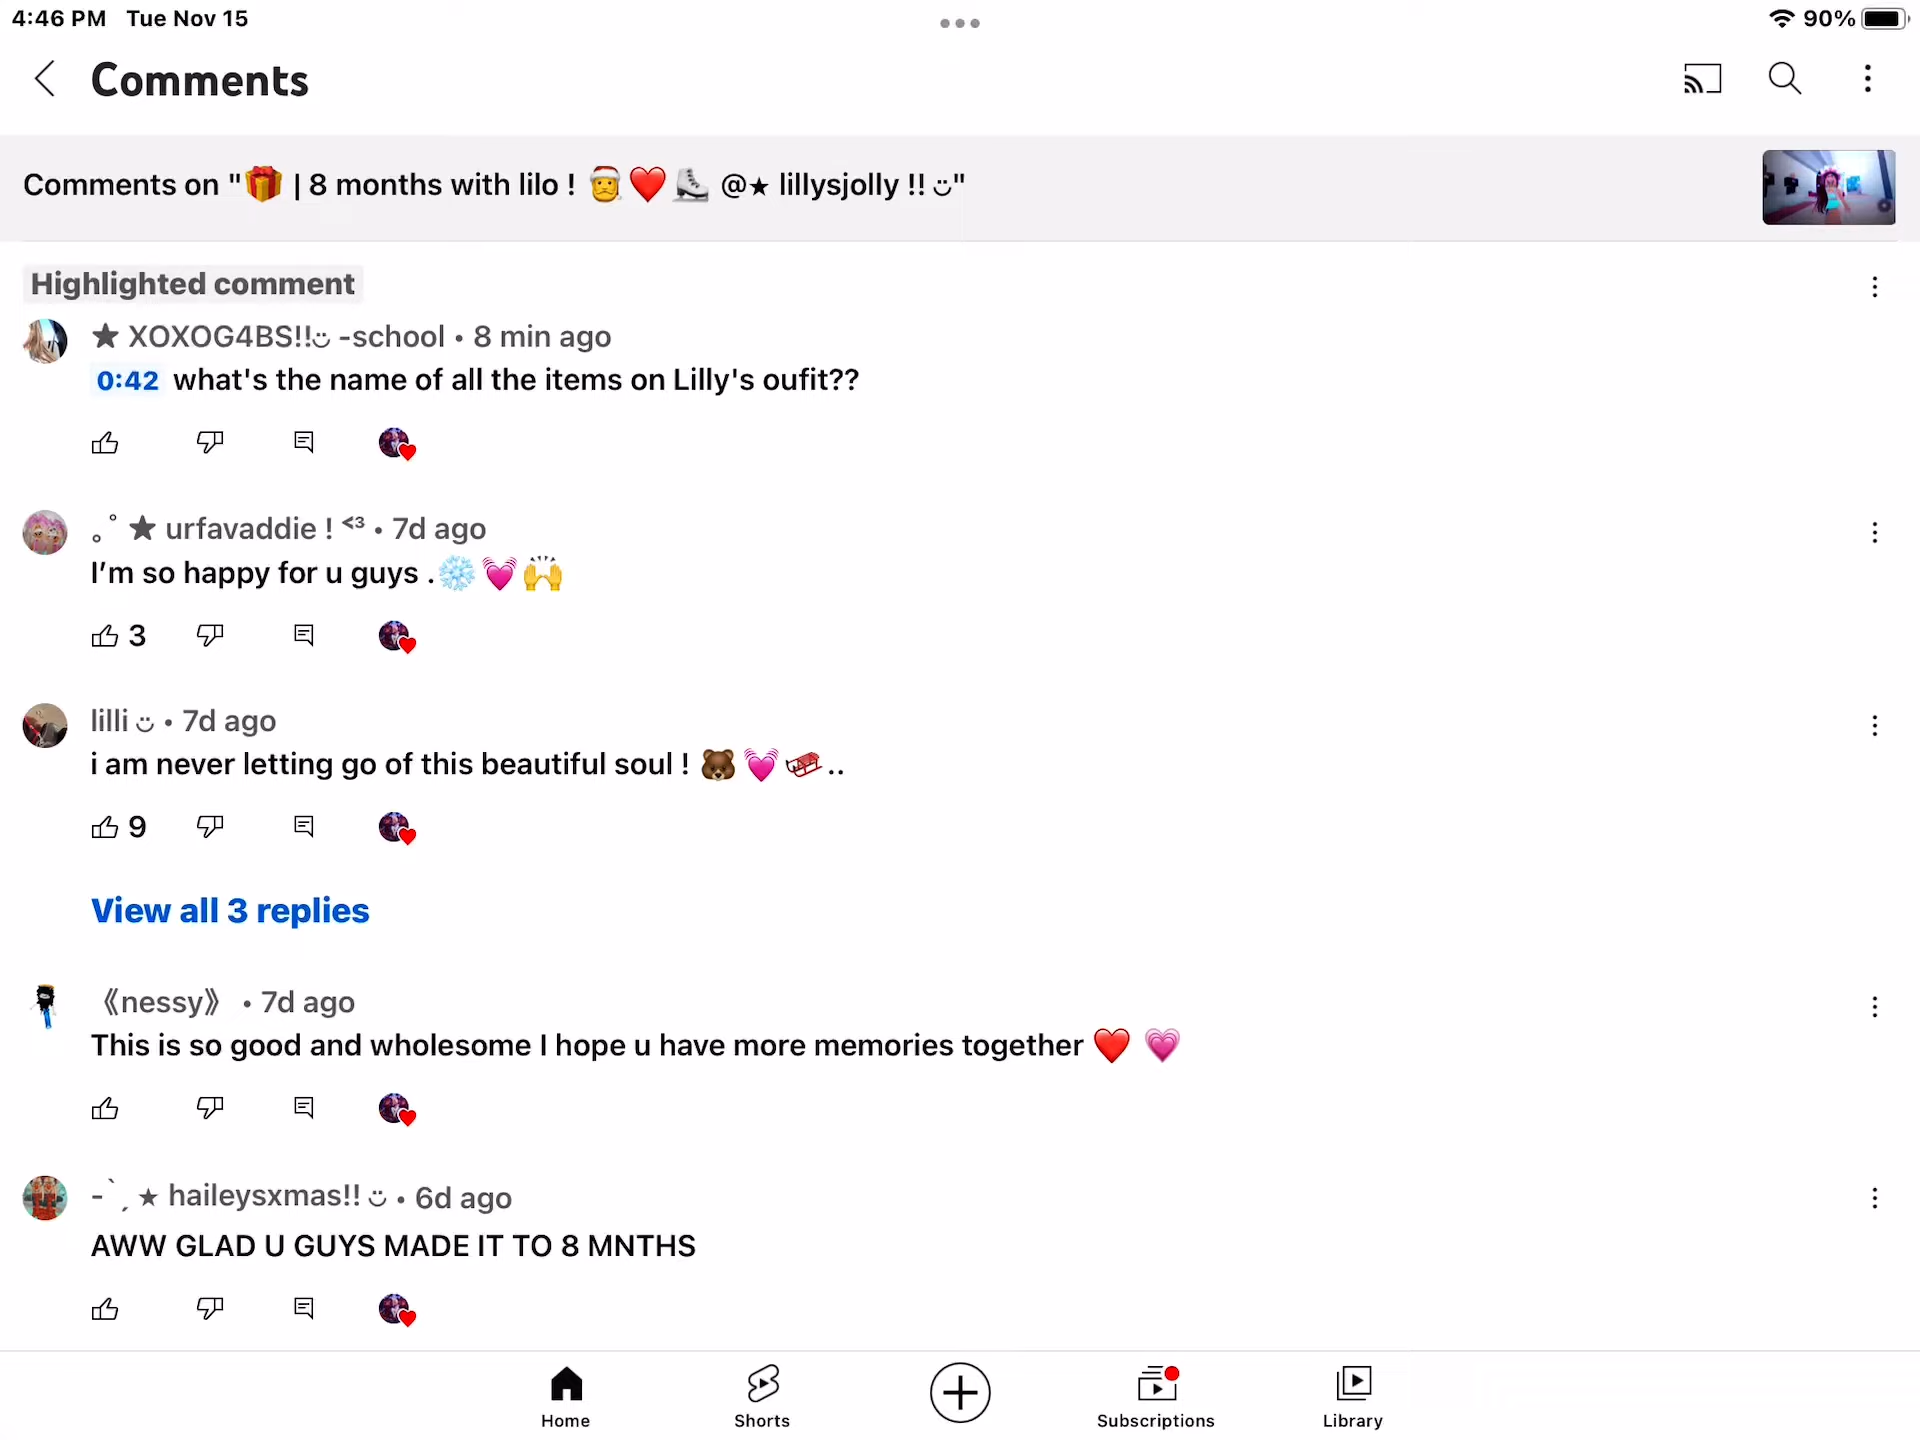 4:46 PM Tue Nov 15
90%
Comments
Comments on "🎁 | 8 months with lilo ! 🎅❤️⛸️ @★ lillysjolly !! ت"
Highlighted comment
★ XOXOG4BS!!ت -school • 8 min ago
0:42 what's the name of all the items on Lilly's oufit??
｡ﾟ ★ urfavaddie ! ᑉ³ • 7d ago
I’m so happy for u guys .❄️💓🙌
3
lilli ت • 7d ago
i am never letting go of this beautiful soul ! 🐻💓🛷..
9
View all 3 replies
《nessy》 • 7d ago
This is so good and wholesome I hope u have more memories together ❤️ 💗
-ˋˏ ★ haileysxmas!! ت • 6d ago
AWW GLAD U GUYS MADE IT TO 8 MNTHS
Home
Shorts
Subscriptions
Library